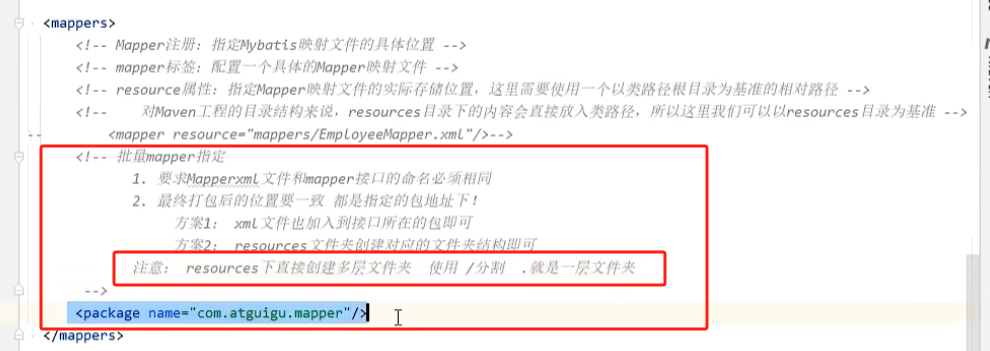 <mappers>
<!-- Mapper注册：指定Mybatis映射文件的具体位置 -->
<!-- mapper标签：配置一个具体的Mapper映射文件 -->
<!-- resource属性：指定Mapper映射文件的实际存储位置，这里需要使用一个以类路径根目录为基准的相对路径 -->
<!-- 对Maven工程的目录结构来说，resources目录下的内容会直接放入类路径，所以这里我们可以以resources目录为基准 -->
<mapper resource="mappers/EmployeeMapper.xml"/>-->
<!-- 批量mapper指定
1. 要求Mapperxml文件和mapper接口的命名必须相同
2. 最终打包后的位置要一致 都是指定的包地址下！
方案1： xml文件也加入到接口所在的包即可
方案2： resources文件夹创建对应的文件夹结构即可
注意： resources下直接创建多层文件夹 使用 /分割 .就是一层文件夹
-->
<package name="com.atguigu.mapper"/>
</mappers>